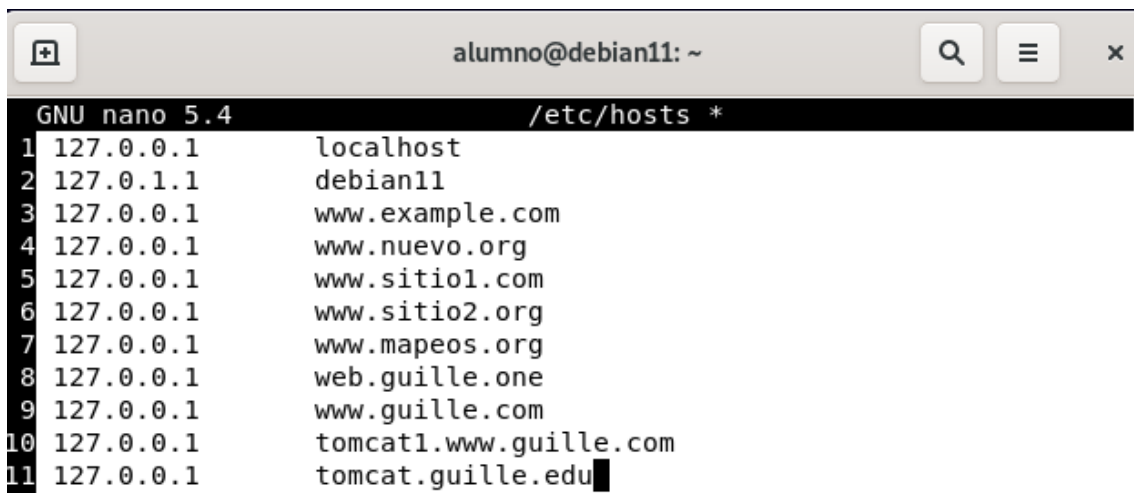 alumno@debian11: ~
GNU nano 5.4 /etc/hosts *
1 127.0.0.1 localhost
2 127.0.1.1 debian11
3 127.0.0.1 www.example.com
4 127.0.0.1 www.nuevo.org
5 127.0.0.1 www.sitio1.com
6 127.0.0.1 www.sitio2.org
7 127.0.0.1 www.mapeos.org
8 127.0.0.1 web.guille.one
9 127.0.0.1 www.guille.com
10 127.0.0.1 tomcat1.www.guille.com
11 127.0.0.1 tomcat.guille.edu